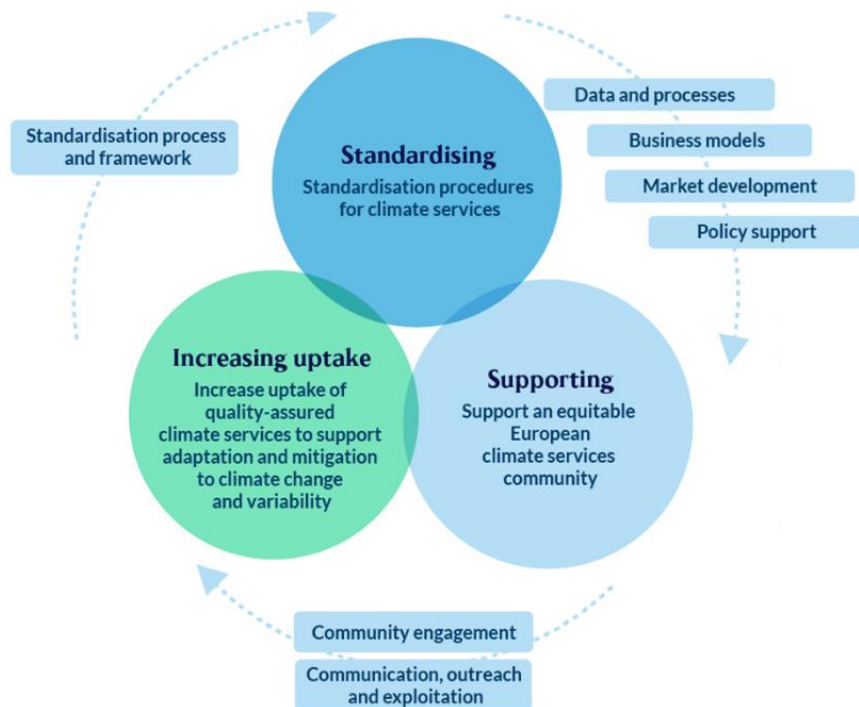 Data and processes
Standardisation process
and framework
Business models
Standardising
Standardisation procedures
for climate services
Market development
Policy support
Increasing uptake
Increase uptake of
quality-assured
climate services to support
adaptation and mitigation
to climate change
and variability
Supporting
Support an equitable
European
climate services
community
Community engagement
Communication, outreach
and exploitation